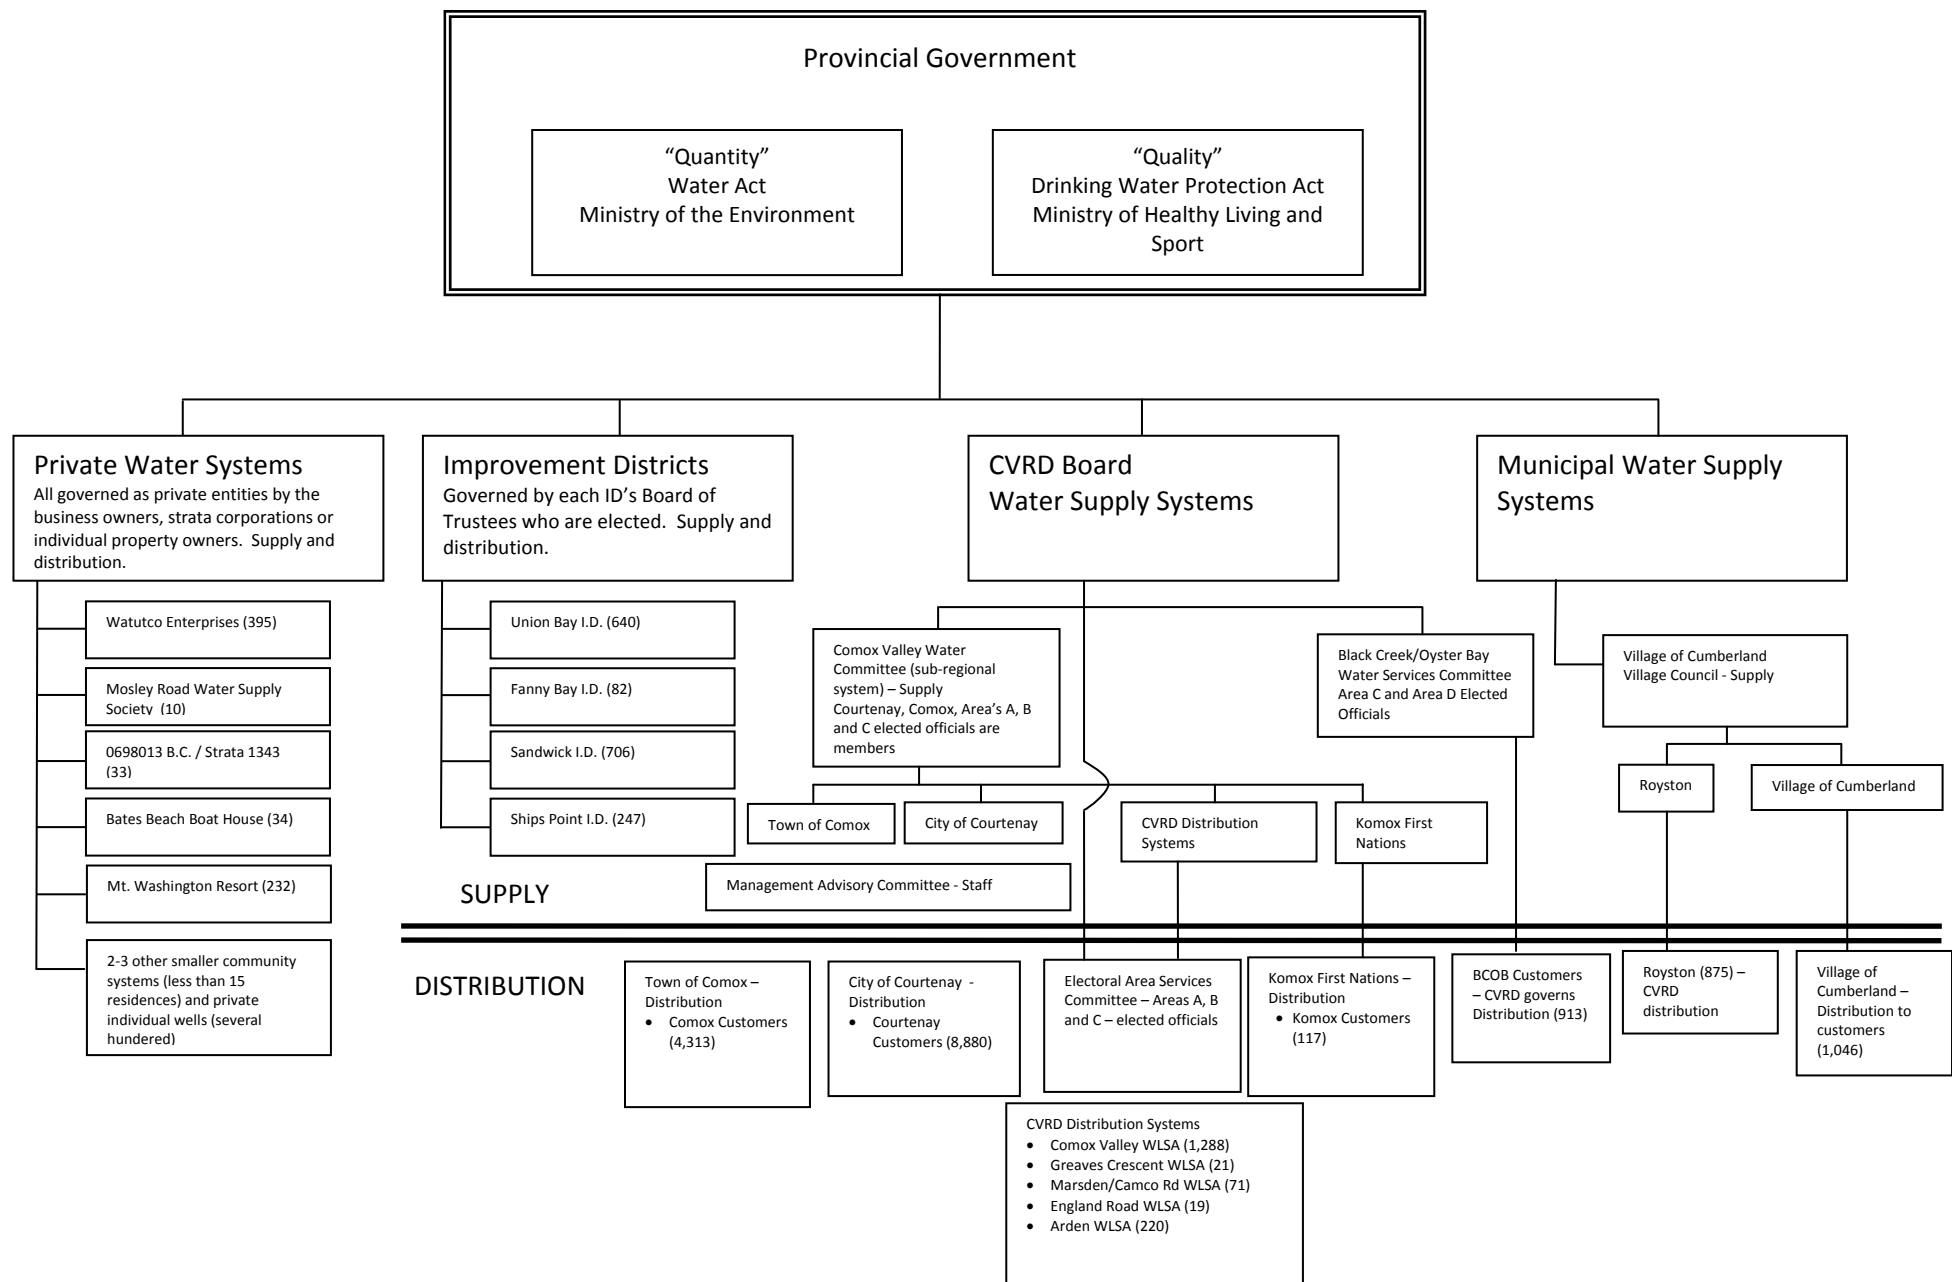 Provincial Government
“Quantity”
Water Act
Ministry of the Environment
“Quality”
Drinking Water Protection Act
Ministry of Healthy Living and
Sport
Private Water Systems
All governed as private entities by the
business owners, strata corporations or
individual property owners.  Supply and
distribution.
Improvement Districts
Governed by each ID’s Board of
Trustees who are elected.  Supply and
distribution.
CVRD Board
Water Supply Systems
Municipal Water Supply
Systems
Watutco Enterprises (395)
Mosley Road Water Supply
Society  (10)
0698013 B.C. / Strata 1343
(33)
Bates Beach Boat House (34)
Mt. Washington Resort (232)
2-3 other smaller community
systems (less than 15
residences) and private
individual wells (several
hundered)
Union Bay I.D. (640)
Fanny Bay I.D. (82)
Sandwick I.D. (706)
Ships Point I.D. (247)
Comox Valley Water
Committee (sub-regional
system) – Supply
Courtenay, Comox, Area’s A, B
and C elected officials are
members
Black Creek/Oyster Bay
Water Services Committee
Area C and Area D Elected
Officials
Village of Cumberland
Village Council - Supply
Town of Comox
City of Courtenay
CVRD Distribution
Systems
Komox First
Nations
Royston
Village of Cumberland
Management Advisory Committee - Staff
SUPPLY
DISTRIBUTION
Town of Comox –
Distribution
• Comox Customers
(4,313)
City of Courtenay  -
Distribution
• Courtenay
Customers (8,880)
Electoral Area Services
Committee – Areas A, B
and C – elected officials
Komox First Nations –
Distribution
• Komox Customers
(117)
BCOB Customers
– CVRD governs
Distribution (913)
Royston (875) –
CVRD
distribution
Village of
Cumberland –
Distribution to
customers
(1,046)
CVRD Distribution Systems
• Comox Valley WLSA (1,288)
• Greaves Crescent WLSA (21)
• Marsden/Camco Rd WLSA (71)
• England Road WLSA (19)
• Arden WLSA (220)